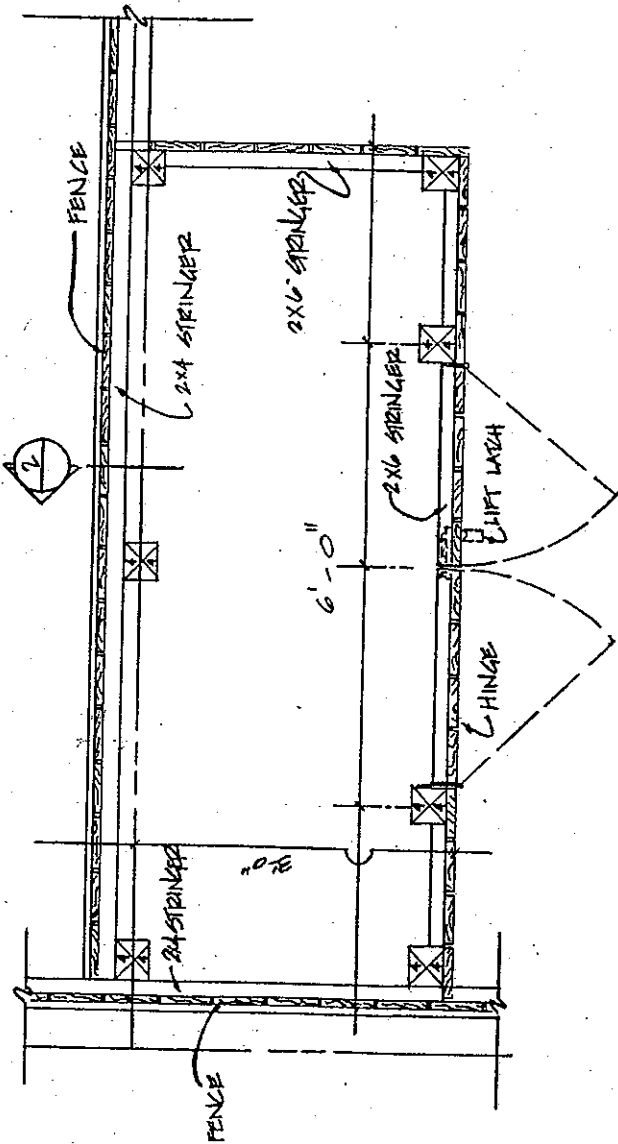 FENCE
2
2X4 STRINGER
2X6 STRINGER
2X6 STRINGER
6'-0"
LIFT LATCH
HINGE
2X4 STRINGER
FENCE